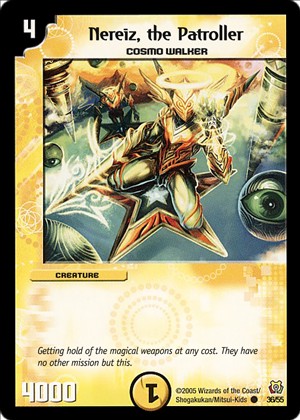 4
Nereiz, the Patroller
COSMO WALKER
CREATURE
Getting hold of the magical weapons at any cost. They have
no other mission but this.
4000
1
©2005 Wizards of the Coast/
Shogakukan/Mitsui-Kids
36/55